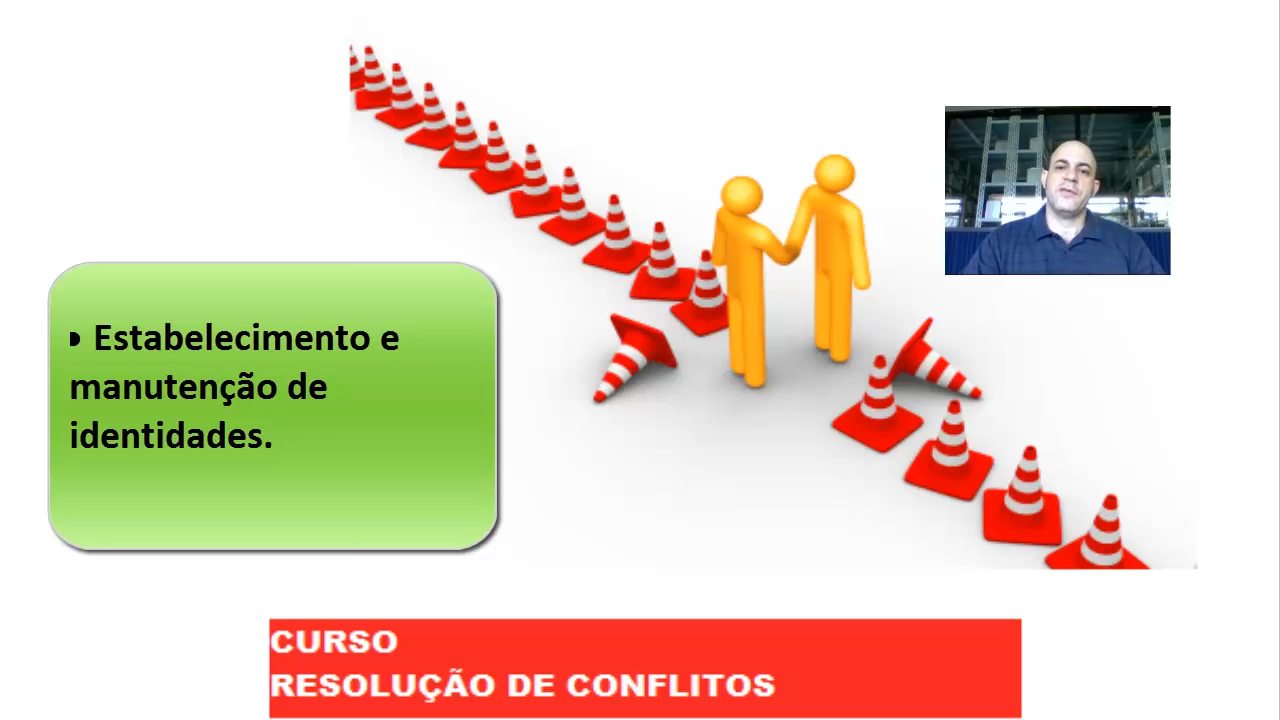 • Estabelecimento e
manutenção de
identidades.
CURSO
RESOLUÇÃO DE CONFLITOS